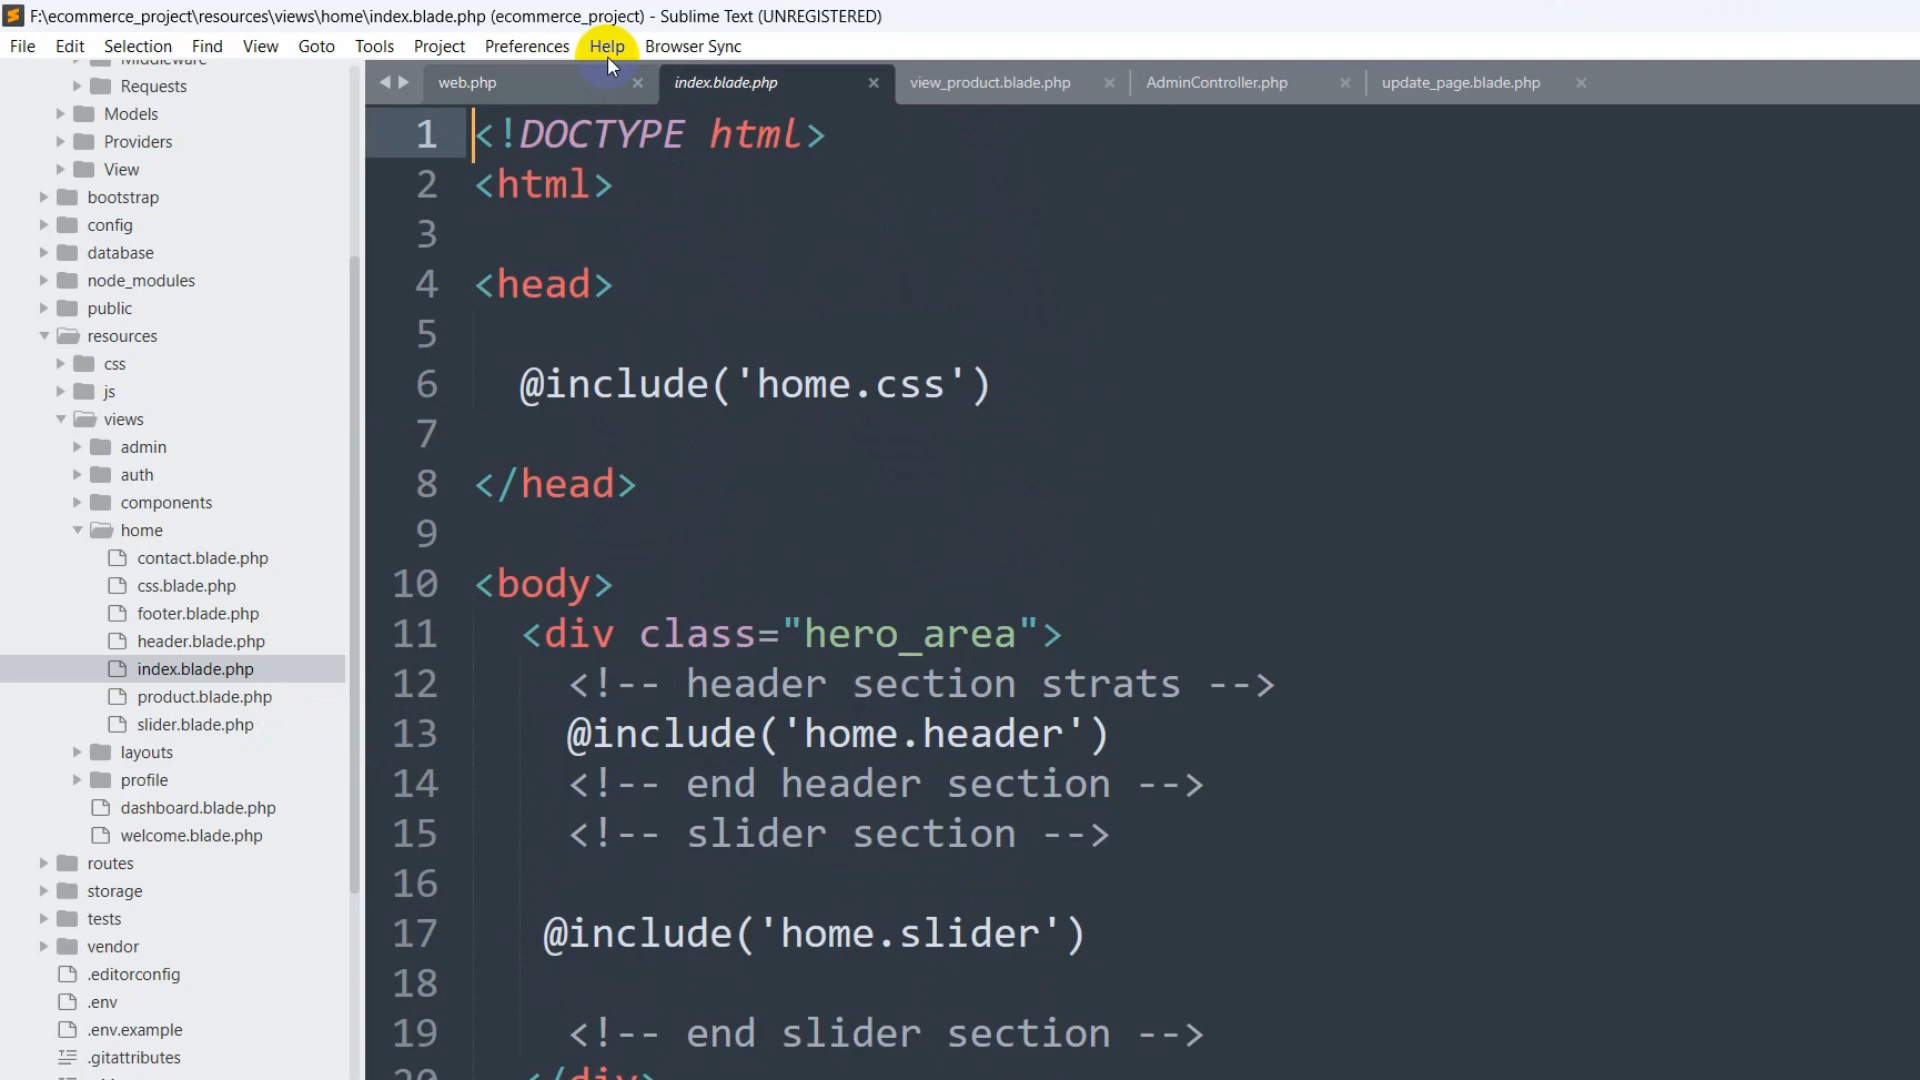 F:\ecommerce_project\resources\views\home\index.blade.php (ecommerce_project) - Sublime Text (UNREGISTERED)
File Edit Selection Find View Goto Tools Project Preferences Help Browser Sync
Middleware
Requests
Models
Providers
View
bootstrap
config
database
node_modules
public
resources
css
js
views
admin
auth
components
home
contact.blade.php
css.blade.php
footer.blade.php
header.blade.php
index.blade.php
product.blade.php
slider.blade.php
layouts
profile
dashboard.blade.php
welcome.blade.php
routes
storage
tests
vendor
.editorconfig
.env
.env.example
.gitattributes
web.php index.blade.php view_product.blade.php AdminController.php update_page.blade.php
1 <!DOCTYPE html>
2 <html>
3
4 <head>
5
6 @include('home.css')
7
8 </head>
9
10 <body>
11 <div class="hero_area">
12 <!-- header section strats -->
13 @include('home.header')
14 <!-- end header section -->
15 <!-- slider section -->
16
17 @include('home.slider')
18
19 <!-- end slider section -->
20 </div>